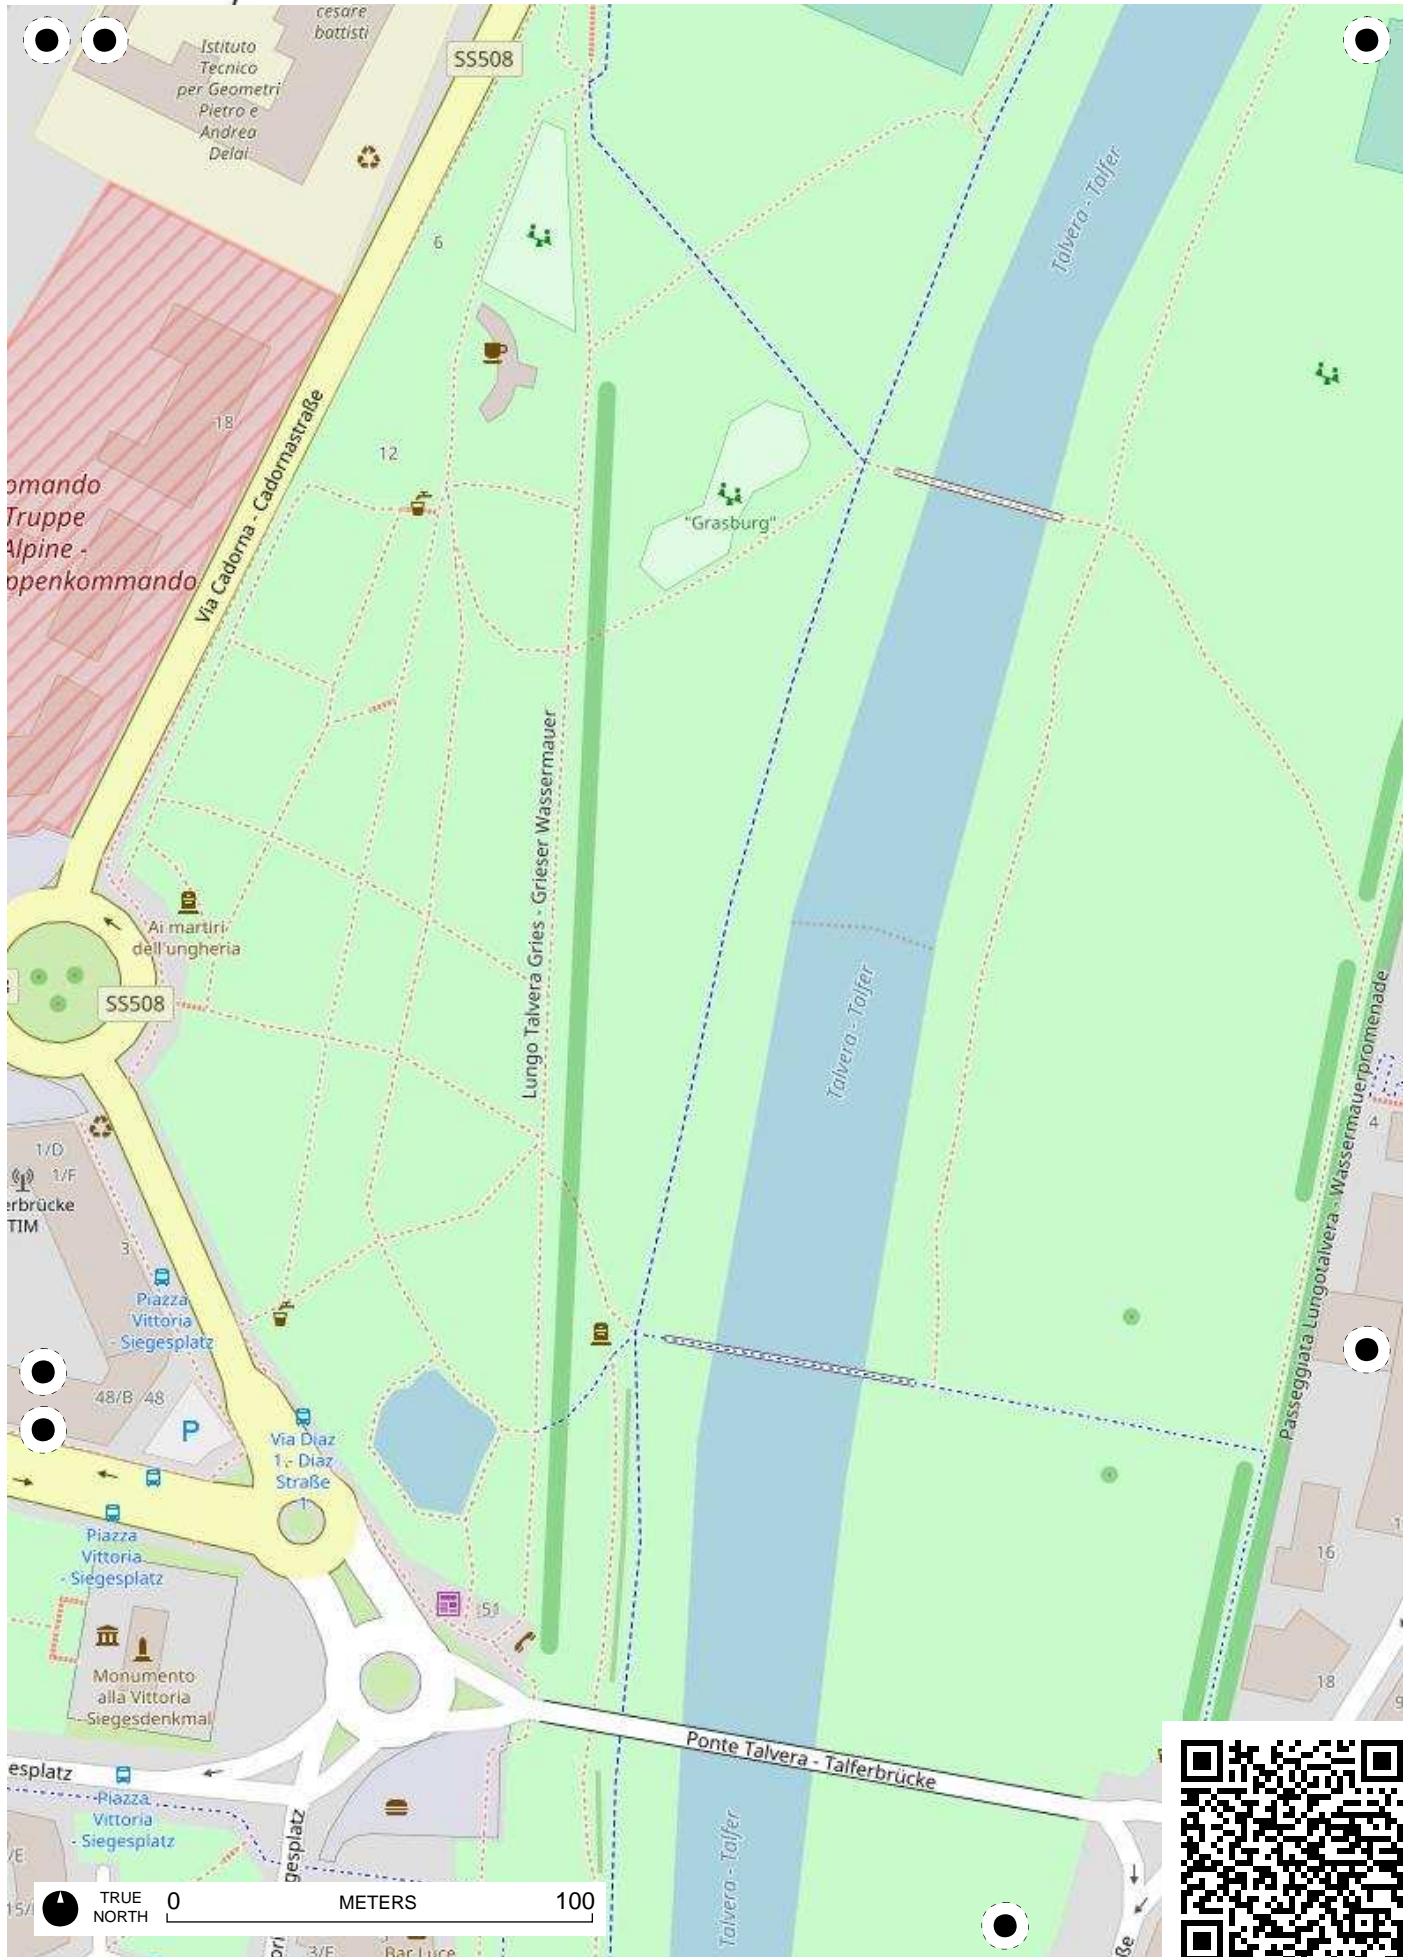 cesare
battisti
Istituto
Tecnico
per Geometri
Pietro e
Andrea
Delai
SS508
6
Talvera - Talfer
18
12
Via Cadorna - Cadornastraße
omando
Truppe
Alpine -
ppenkommando
"Grasburg"
Lungo Talvera Gries - Grieser Wassermauer
Ai martiri
dell'ungheria
SS508
Talvera - Talfer
Passeggiata Lungotalvera - Wassermauerpromenade
4
1/D
1/F
erbrücke
TIM
3
Piazza
Vittoria
- Siegesplatz
48/B
48
P
Via Diaz
1 - Diaz
Straße
1
Piazza
Vittoria
- Siegesplatz
16
51
Monumento
alla Vittoria
- Siegesdenkmal
18
Ponte Talvera - Talferbrücke
esplatz
Piazza
Vittoria
- Siegesplatz
gesplatz
Talvera - Talfer
TRUE
NORTH
0
METERS
100
3/E
Bar Luce